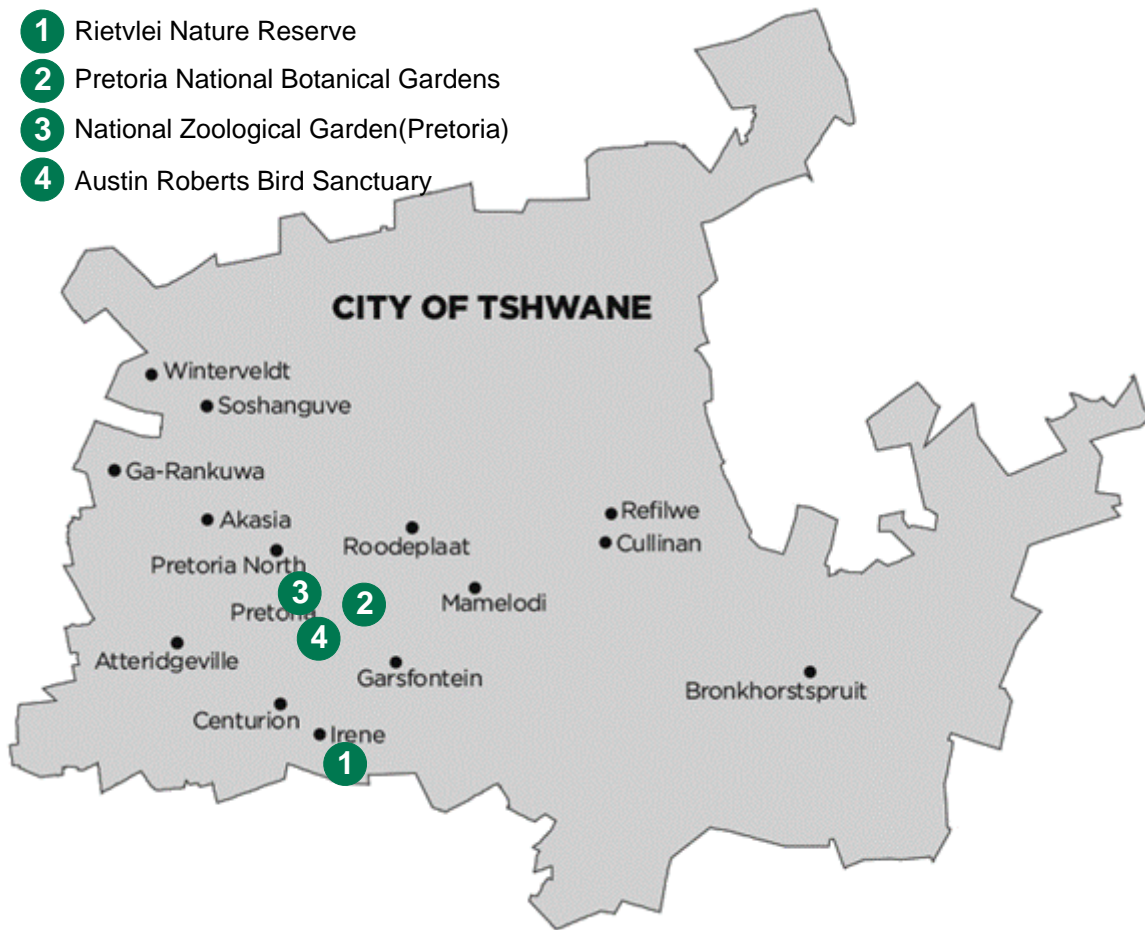 1 Rietvlei Nature Reserve
2 Pretoria National Botanical Gardens
3 National Zoological Garden(Pretoria)
4 Austin Roberts Bird Sanctuary
CITY OF TSHWANE
Winterveldt
Soshanguve
Ga-Rankuwa
Akasia
Refilwe
Roodeplaat
Cullinan
Pretoria North
3
2
Mamelodi
Pretoria
4
Atteridgeville
Garsfontein
Bronkhorstspruit
Centurion
Irene
1